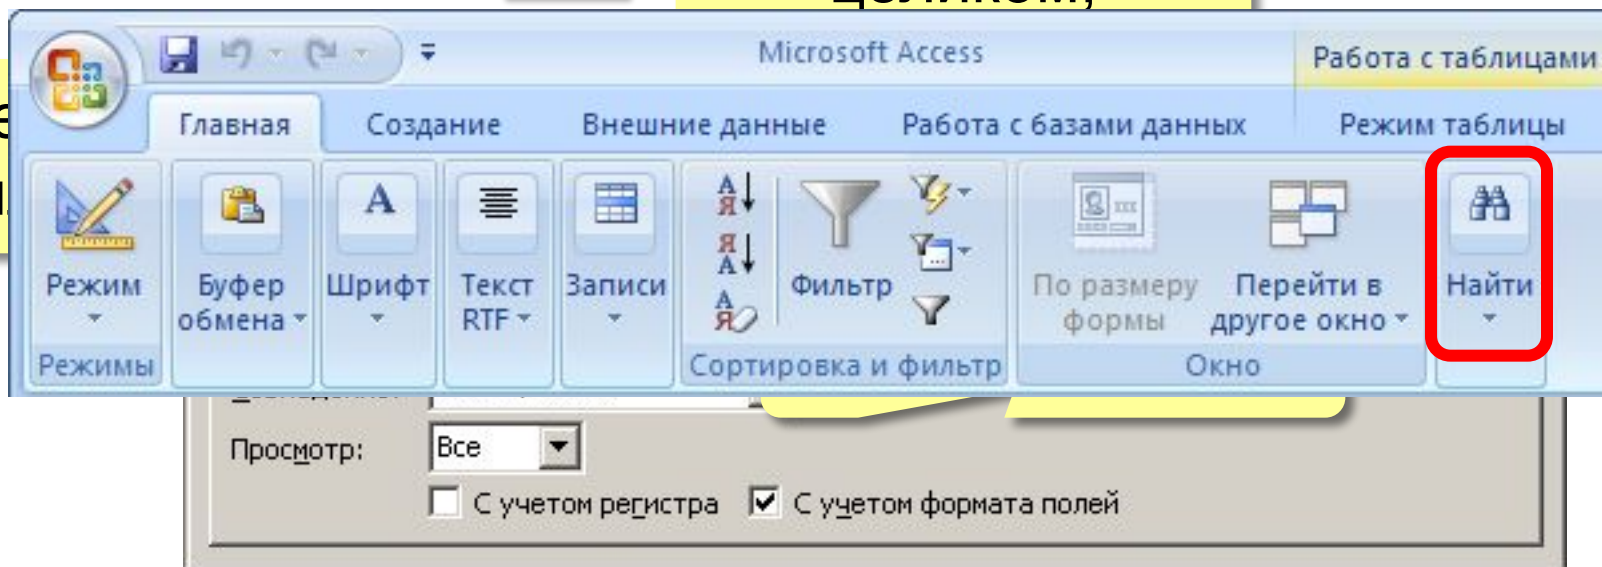 целиком,
Microsoft Access
Работа с таблицами
Главная Создание Внешние данные Работа с базами данных Режим таблицы
Режим
Буфер обмена
Шрифт
Текст RTF
Записи
Фильтр
По размеру формы
Перейти в другое окно
Найти
Режимы
Сортировка и фильтр
Окно
Просмотр: Все
С учетом регистра С учетом формата полей